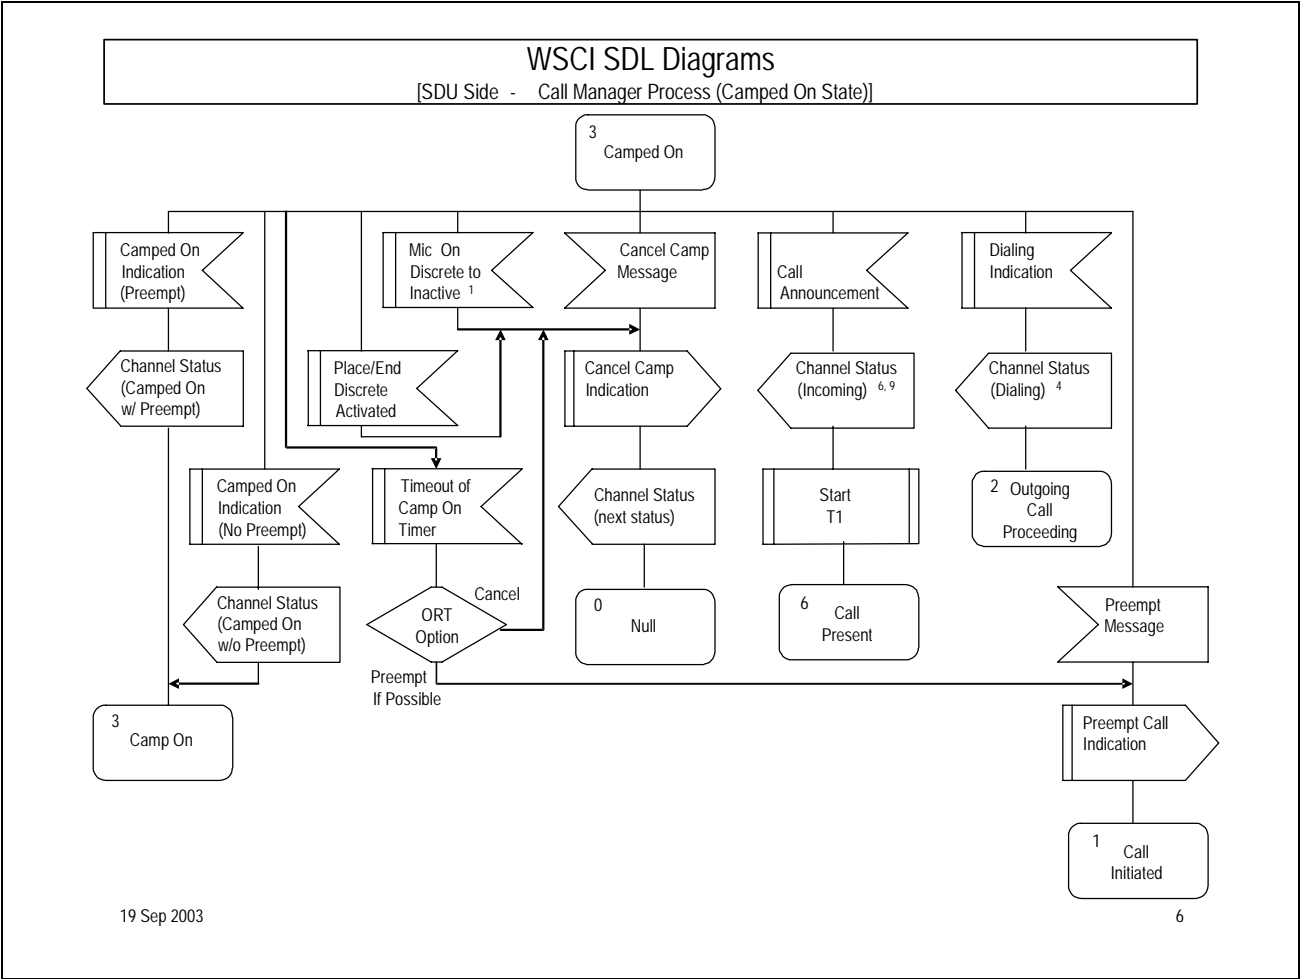 WSCI SDL Diagrams
[SDU Side - Call Manager Process (Camped On State)]
3
Camped On
Camped On
Indication
(Preempt)
Mic On
Discrete to
Inactive 1
Cancel Camp
Message
Call
Announcement
Dialing
Indication
Channel Status
(Camped On
w/ Preempt)
Place/End
Discrete
Activated
Cancel Camp
Indication
Channel Status
(Incoming) 6, 9
Channel Status
(Dialing) 4
Camped On
Indication
(No Preempt)
Timeout of
Camp On
Timer
Channel Status
(next status)
Start
T1
2 Outgoing
Call
Proceeding
Channel Status
(Camped On
w/o Preempt)
ORT
Option
Cancel
Preempt
If Possible
0
Null
6
Call
Present
Preempt
Message
3
Camp On
Preempt Call
Indication
1
Call
Initiated
19 Sep 2003
6